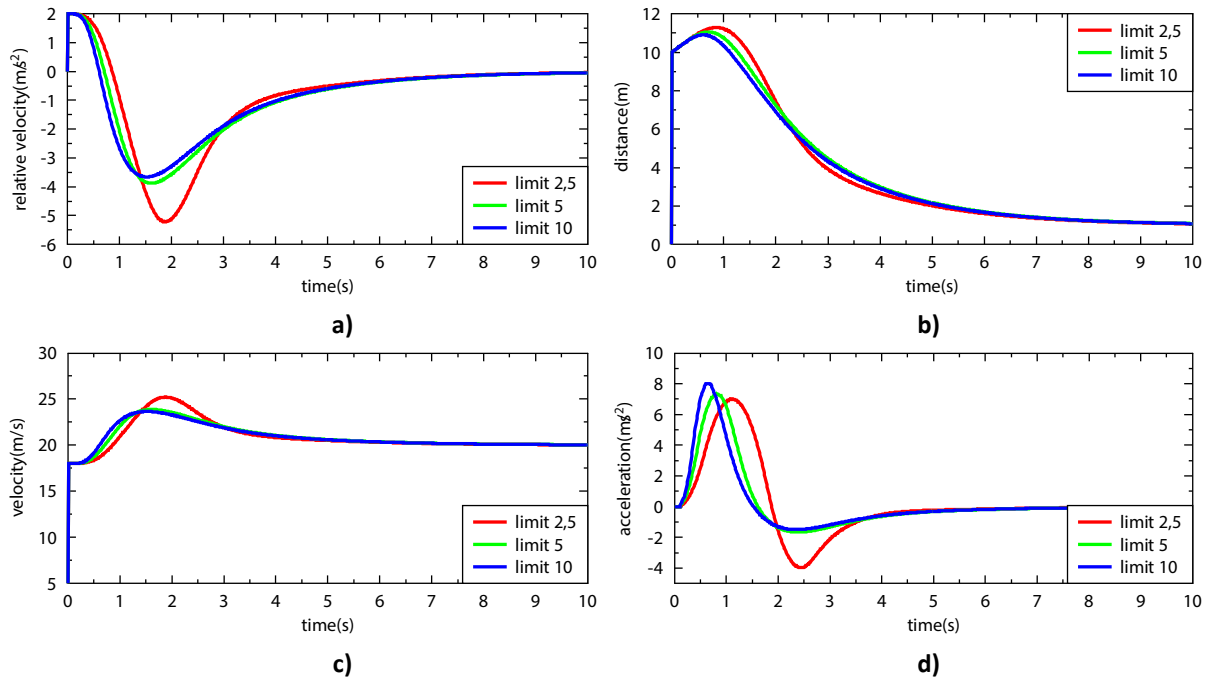 relative velocity(m/s²)
2
1
0
-1
-2
-3
-4
-5
-6
0 1 2 3 4 5 6 7 8 9 10
time(s)
limit 2,5
limit 5
limit 10
a)
distance(m)
12
10
8
6
4
2
0
0 1 2 3 4 5 6 7 8 9 10
time(s)
limit 2,5
limit 5
limit 10
b)
velocity(m/s)
30
25
20
15
10
5
0 1 2 3 4 5 6 7 8 9 10
time(s)
limit 2,5
limit 5
limit 10
c)
acceleration(m/s²)
10
8
6
4
2
0
-2
-4
0 1 2 3 4 5 6 7 8 9 10
time(s)
limit 2,5
limit 5
limit 10
d)